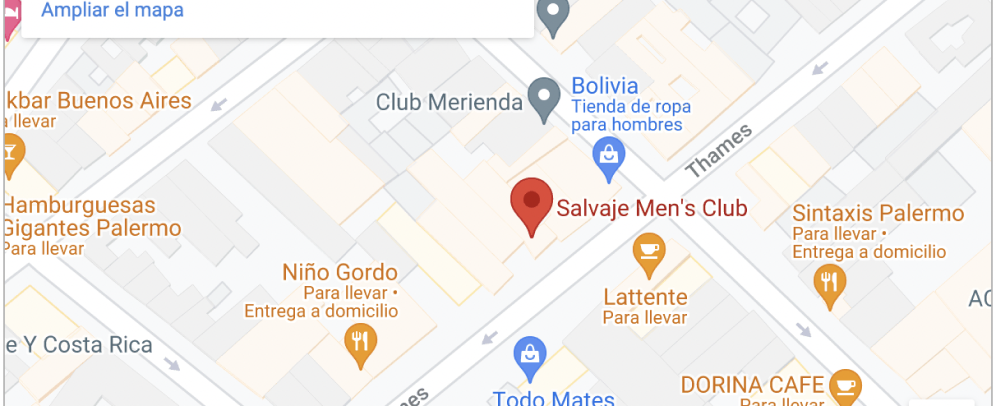 Ampliar el mapa
Bolivia
Tienda de ropa
para hombres
Club Merienda
kbar Buenos Aires
llevar
Thames
Hamburguesas
Gigantes Palermo
Para llevar
Salvaje Men's Club
Sintaxis Palermo
Para llevar •
Entrega a domicilio
Niño Gordo
Para llevar •
Entrega a domicilio
Lattente
Para llevar
e Y Costa Rica
DORINA CAFE
Para llevar
Todo Mates